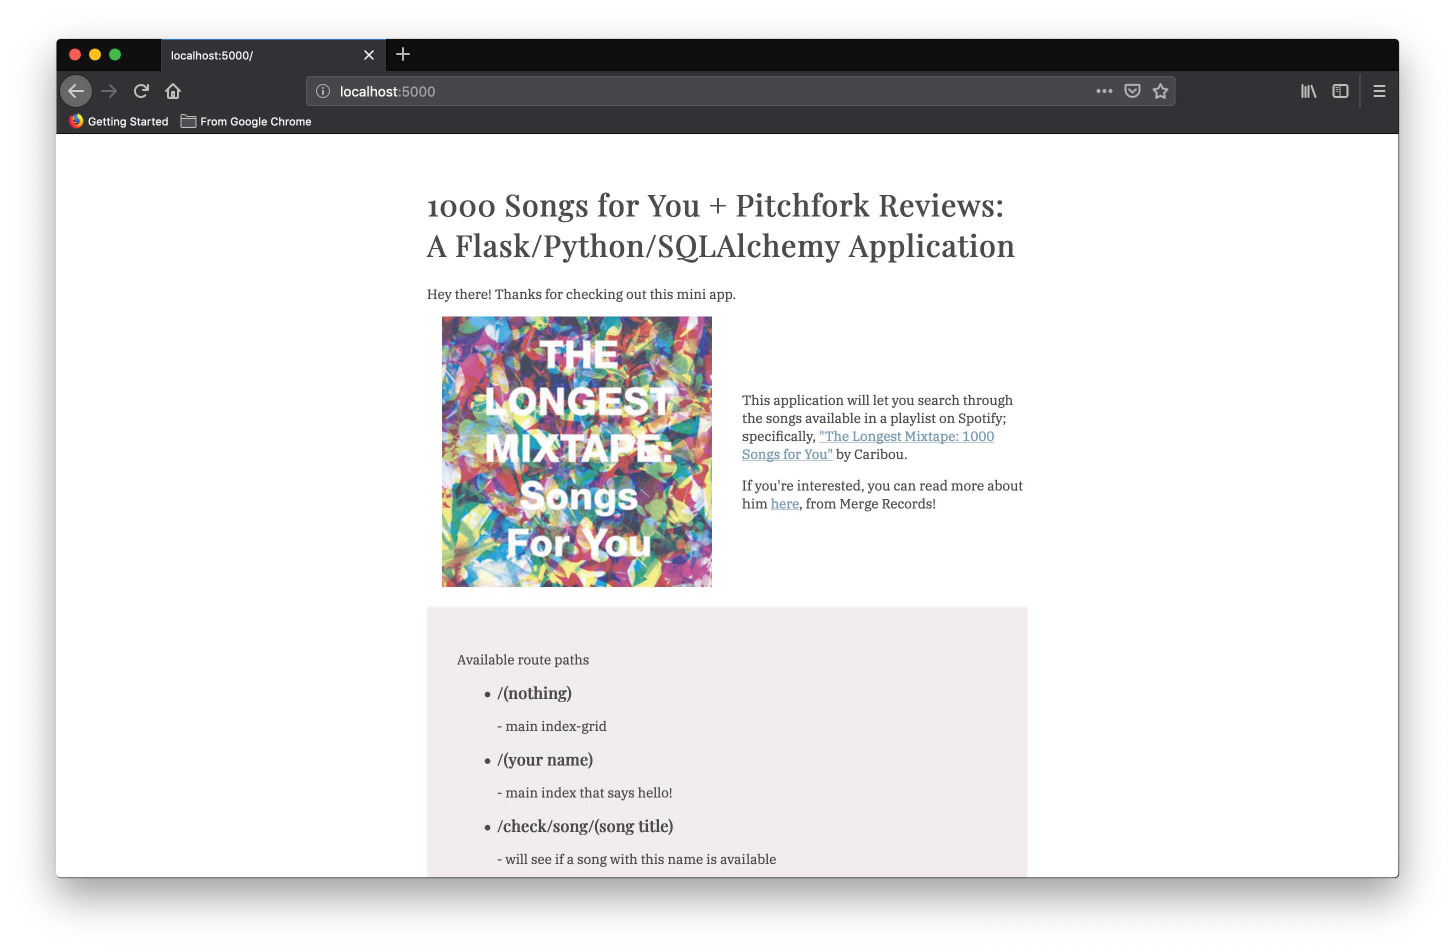 localhost:5000/
localhost:5000
Getting Started
From Google Chrome
1000 Songs for You + Pitchfork Reviews:
A Flask/Python/SQLAlchemy Application
Hey there! Thanks for checking out this mini app.
THE
LONGEST
MIXTAPE:
Songs
For You
This application will let you search through
the songs available in a playlist on Spotify;
specifically, "The Longest Mixtape: 1000
Songs for You" by Caribou.
If you're interested, you can read more about
him here, from Merge Records!
Available route paths
• /(nothing)
- main index-grid
• /(your name)
- main index that says hello!
• /check/song/(song title)
- will see if a song with this name is available